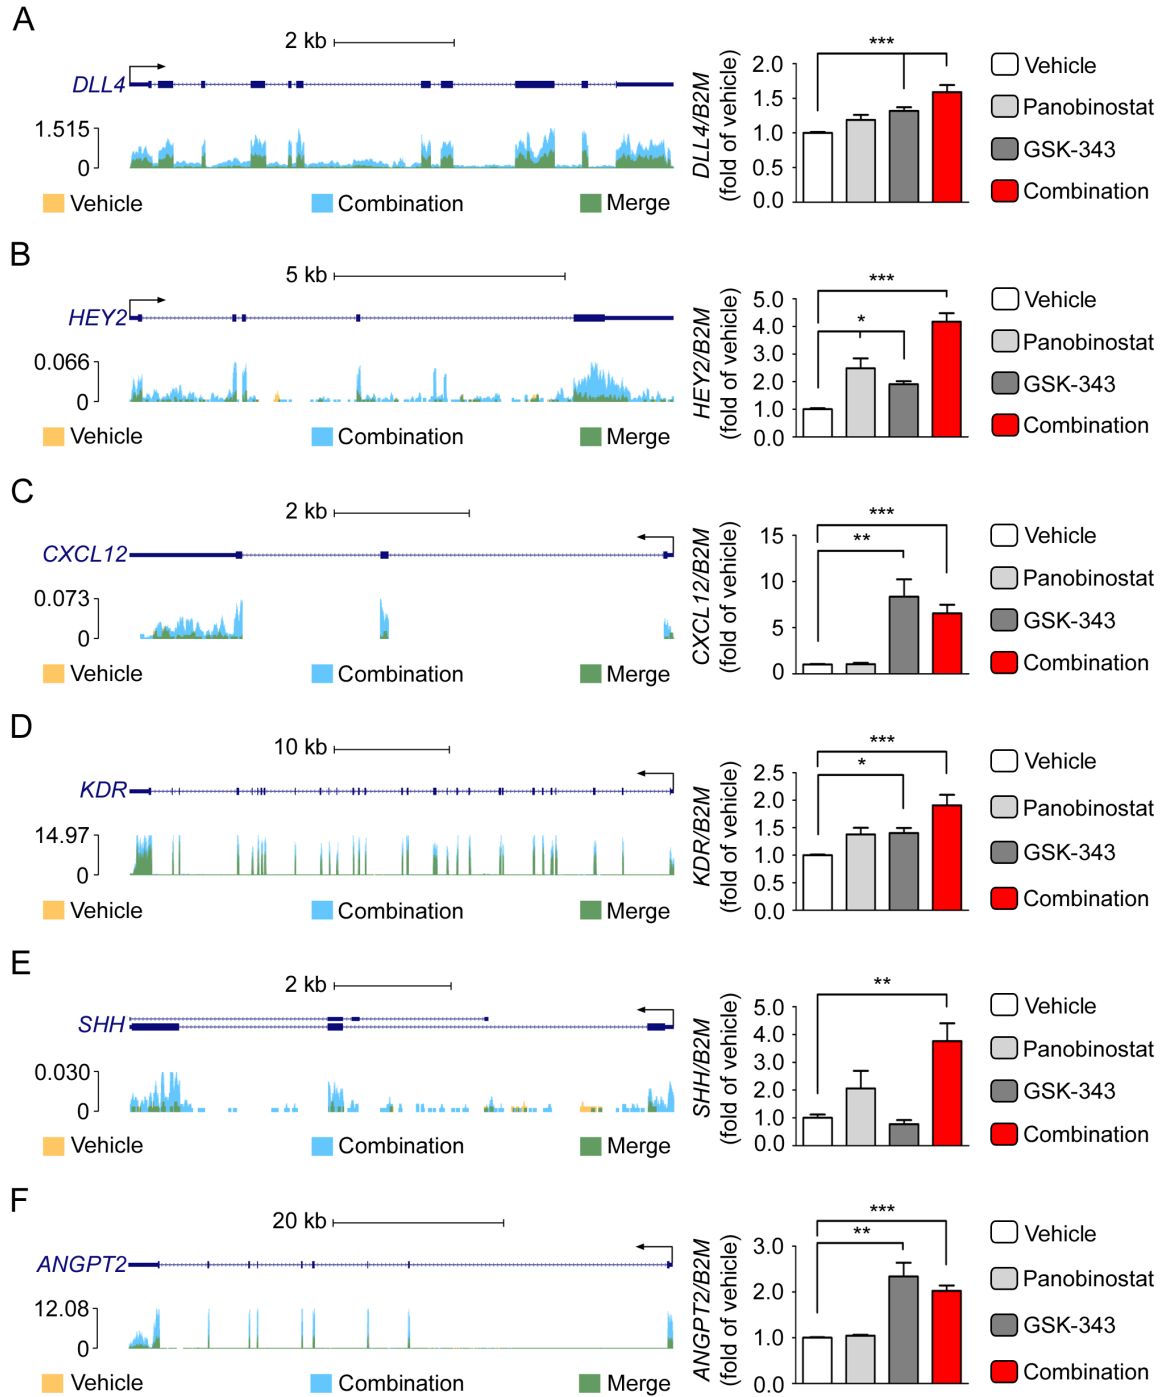 A
2 kb
DLL4
1.515
0
Vehicle
Combination
Merge
DLL4/B2M
(fold of vehicle)
2.0
1.5
1.0
0.5
0.0
***
Vehicle
Panobinostat
GSK-343
Combination
B
5 kb
HEY2
0.066
0
Vehicle
Combination
Merge
HEY2/B2M
(fold of vehicle)
5.0
4.0
3.0
2.0
1.0
0.0
***
*
Vehicle
Panobinostat
GSK-343
Combination
C
2 kb
CXCL12
0.073
0
Vehicle
Combination
Merge
CXCL12/B2M
(fold of vehicle)
15
10
5
0
***
**
Vehicle
Panobinostat
GSK-343
Combination
D
10 kb
KDR
14.97
0
Vehicle
Combination
Merge
KDR/B2M
(fold of vehicle)
2.5
2.0
1.5
1.0
0.5
0.0
***
*
Vehicle
Panobinostat
GSK-343
Combination
E
2 kb
SHH
0.030
0
Vehicle
Combination
Merge
SHH/B2M
(fold of vehicle)
5.0
4.0
3.0
2.0
1.0
0.0
**
Vehicle
Panobinostat
GSK-343
Combination
F
20 kb
ANGPT2
12.08
0
Vehicle
Combination
Merge
ANGPT2/B2M
(fold of vehicle)
3.0
2.0
1.0
0.0
***
**
Vehicle
Panobinostat
GSK-343
Combination